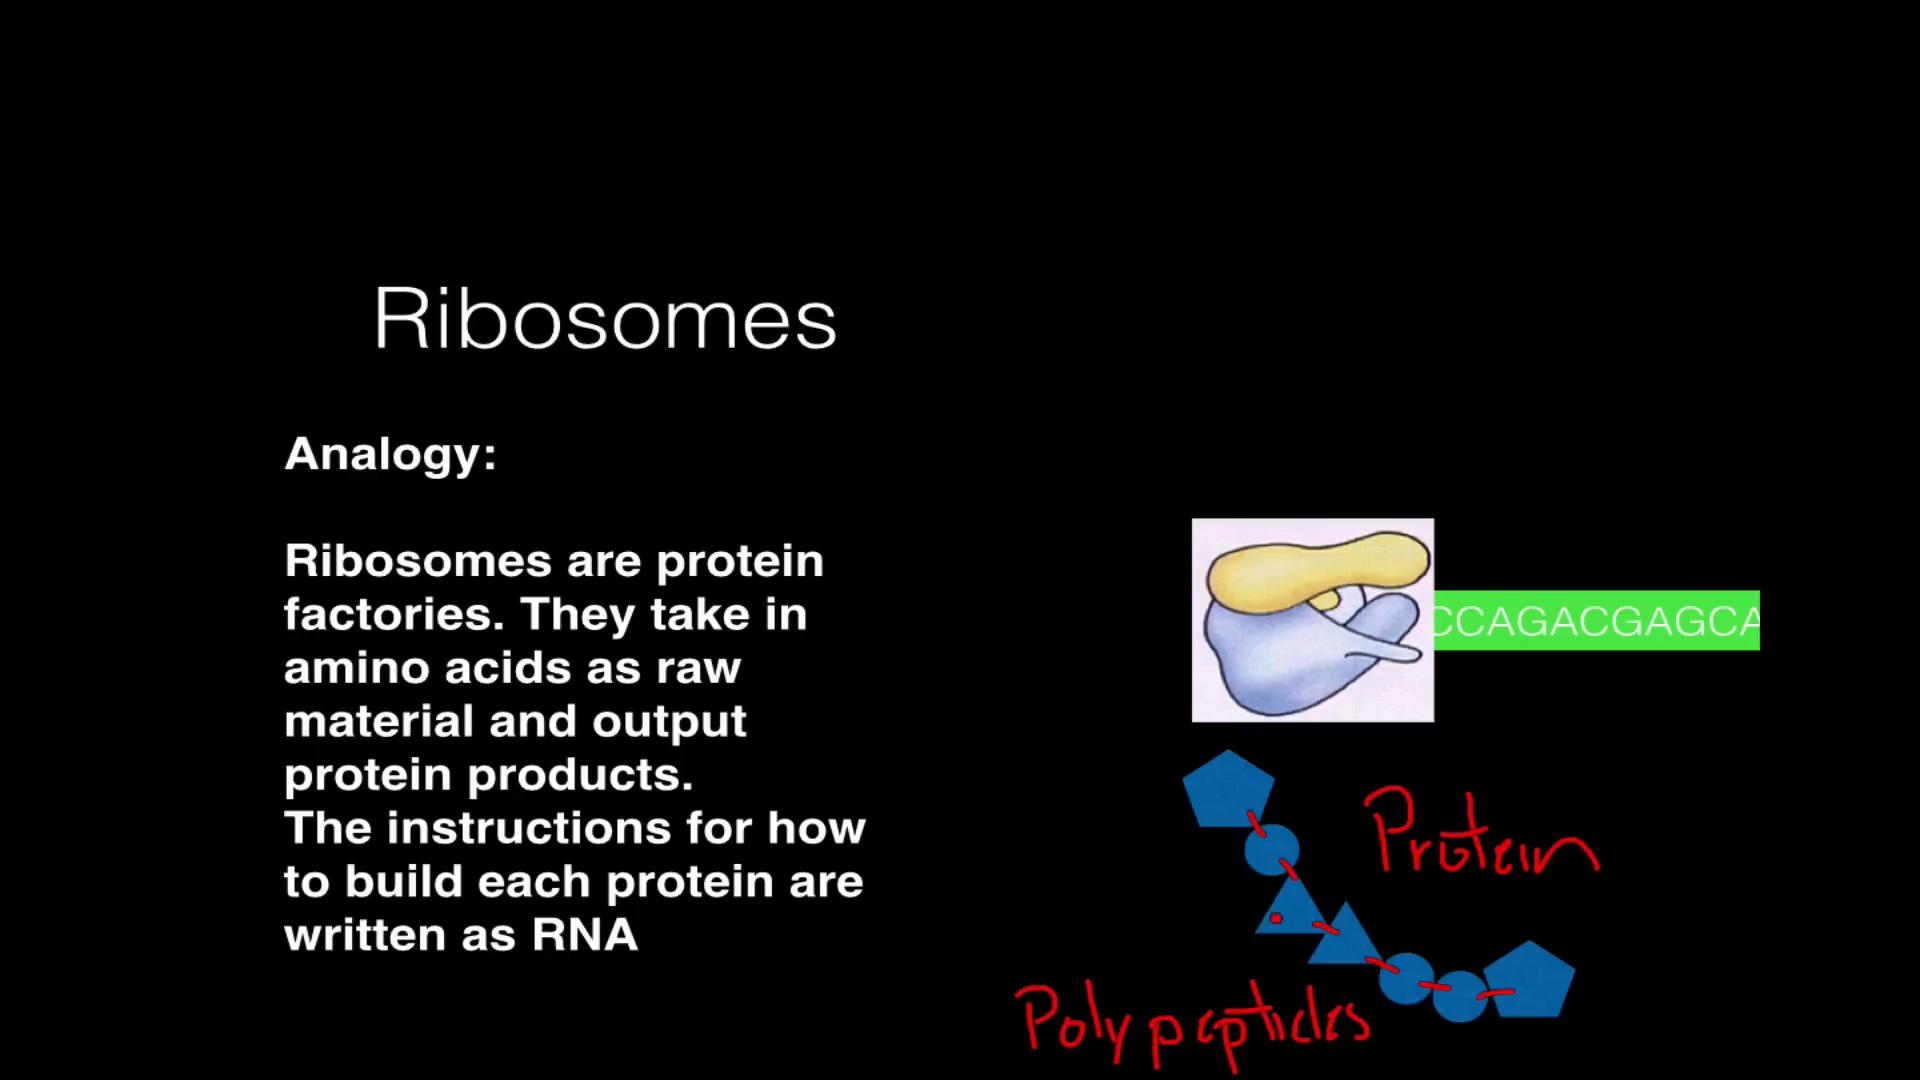 Ribosomes
Analogy:
Ribosomes are protein
factories. They take in
amino acids as raw
material and output
protein products.
The instructions for how
to build each protein are
written as RNA
CCAGACGAGCA
Protein
Polypeptides